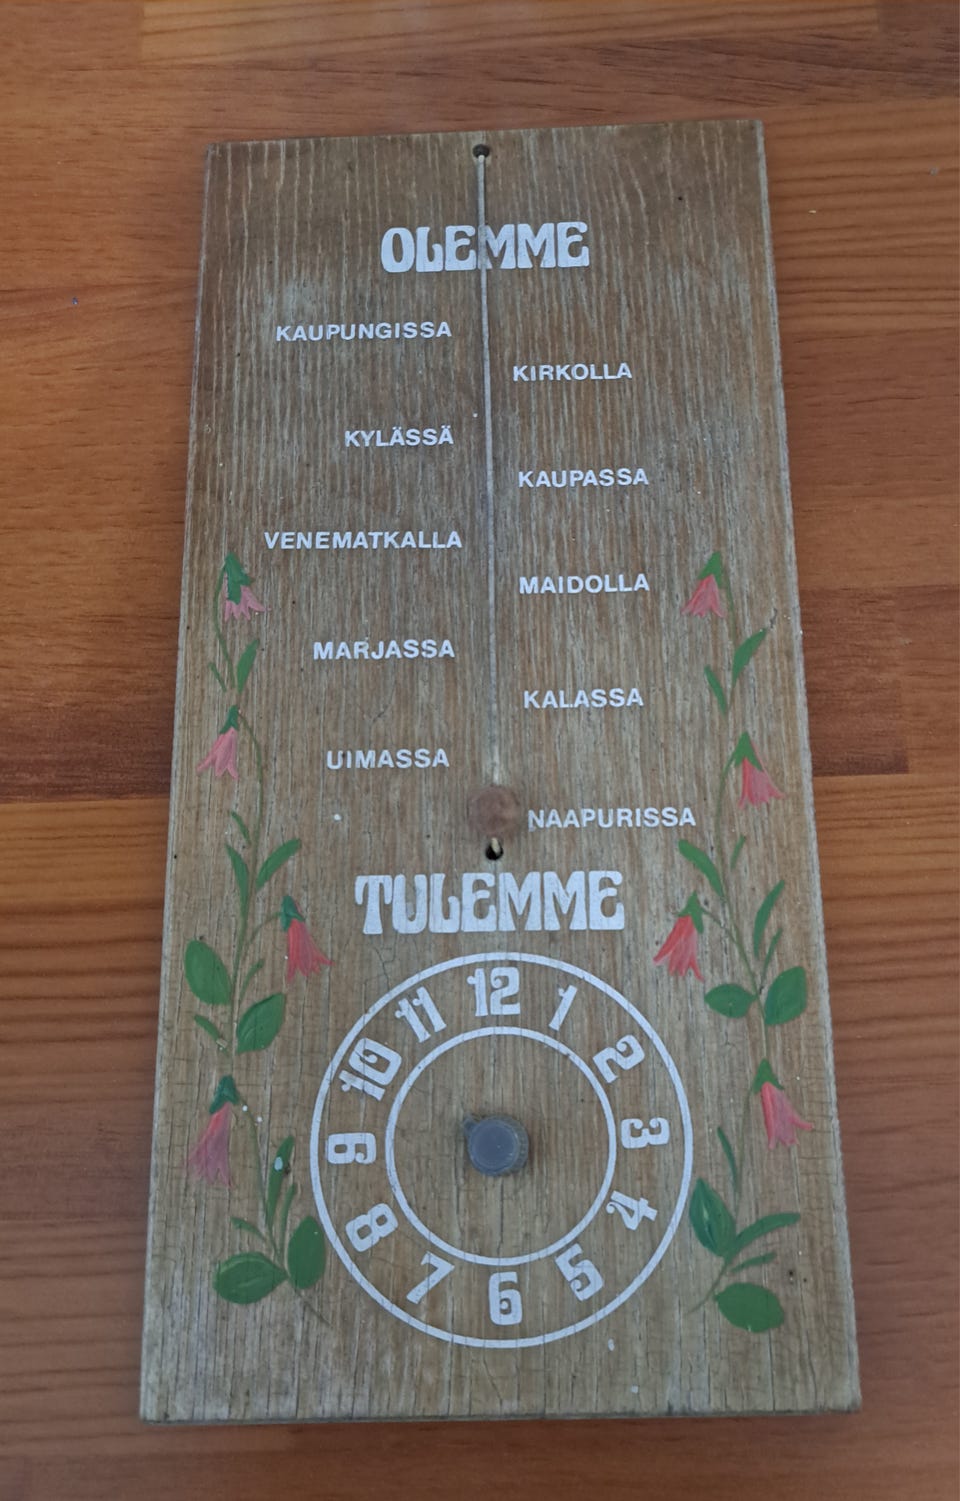 OLEMME
KAUPUNGISSA
KIRKOLLA
KYLÄSSÄ
KAUPASSA
VENEMATKALLA
MAIDOLLA
MARJASSA
KALASSA
UIMASSA
NAAPURISSA
TULEMME
12
1
2
3
4
5
6
7
8
9
10
11